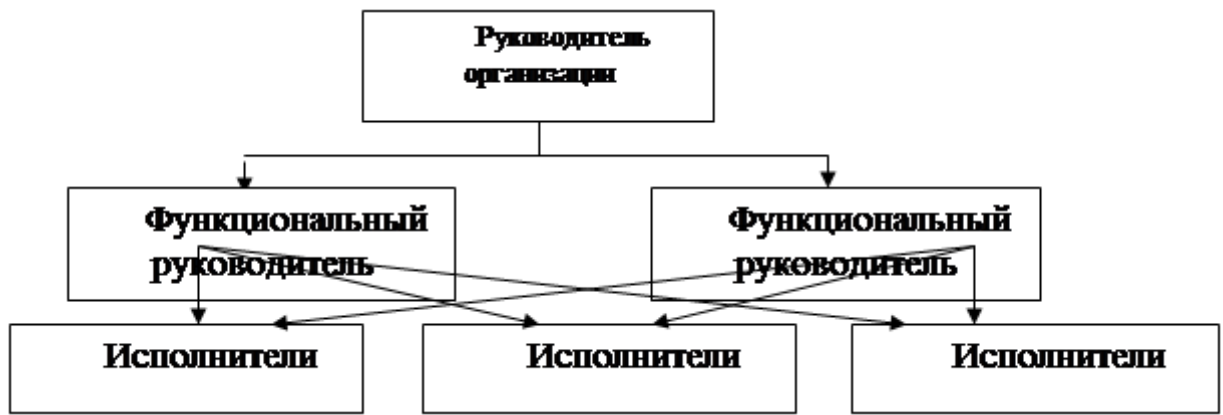 Руководитель
организации
Функциональный
руководитель
Функциональный
руководитель
Исполнители
Исполнители
Исполнители